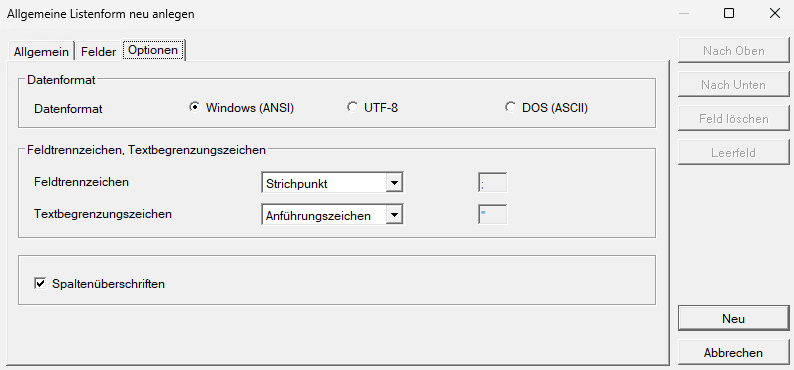 Allgemeine Listenform neu anlegen
Allgemein Felder Optionen
Nach Oben
Nach Unten
Feld löschen
Leerfeld
Datenformat
Datenformat Windows (ANSI) UTF-8 DOS (ASCII)
Feldtrennzeichen, Textbegrenzungszeichen
Feldtrennzeichen Strichpunkt ;
Textbegrenzungszeichen Anführungszeichen "
Spaltenüberschriften
Neu
Abbrechen